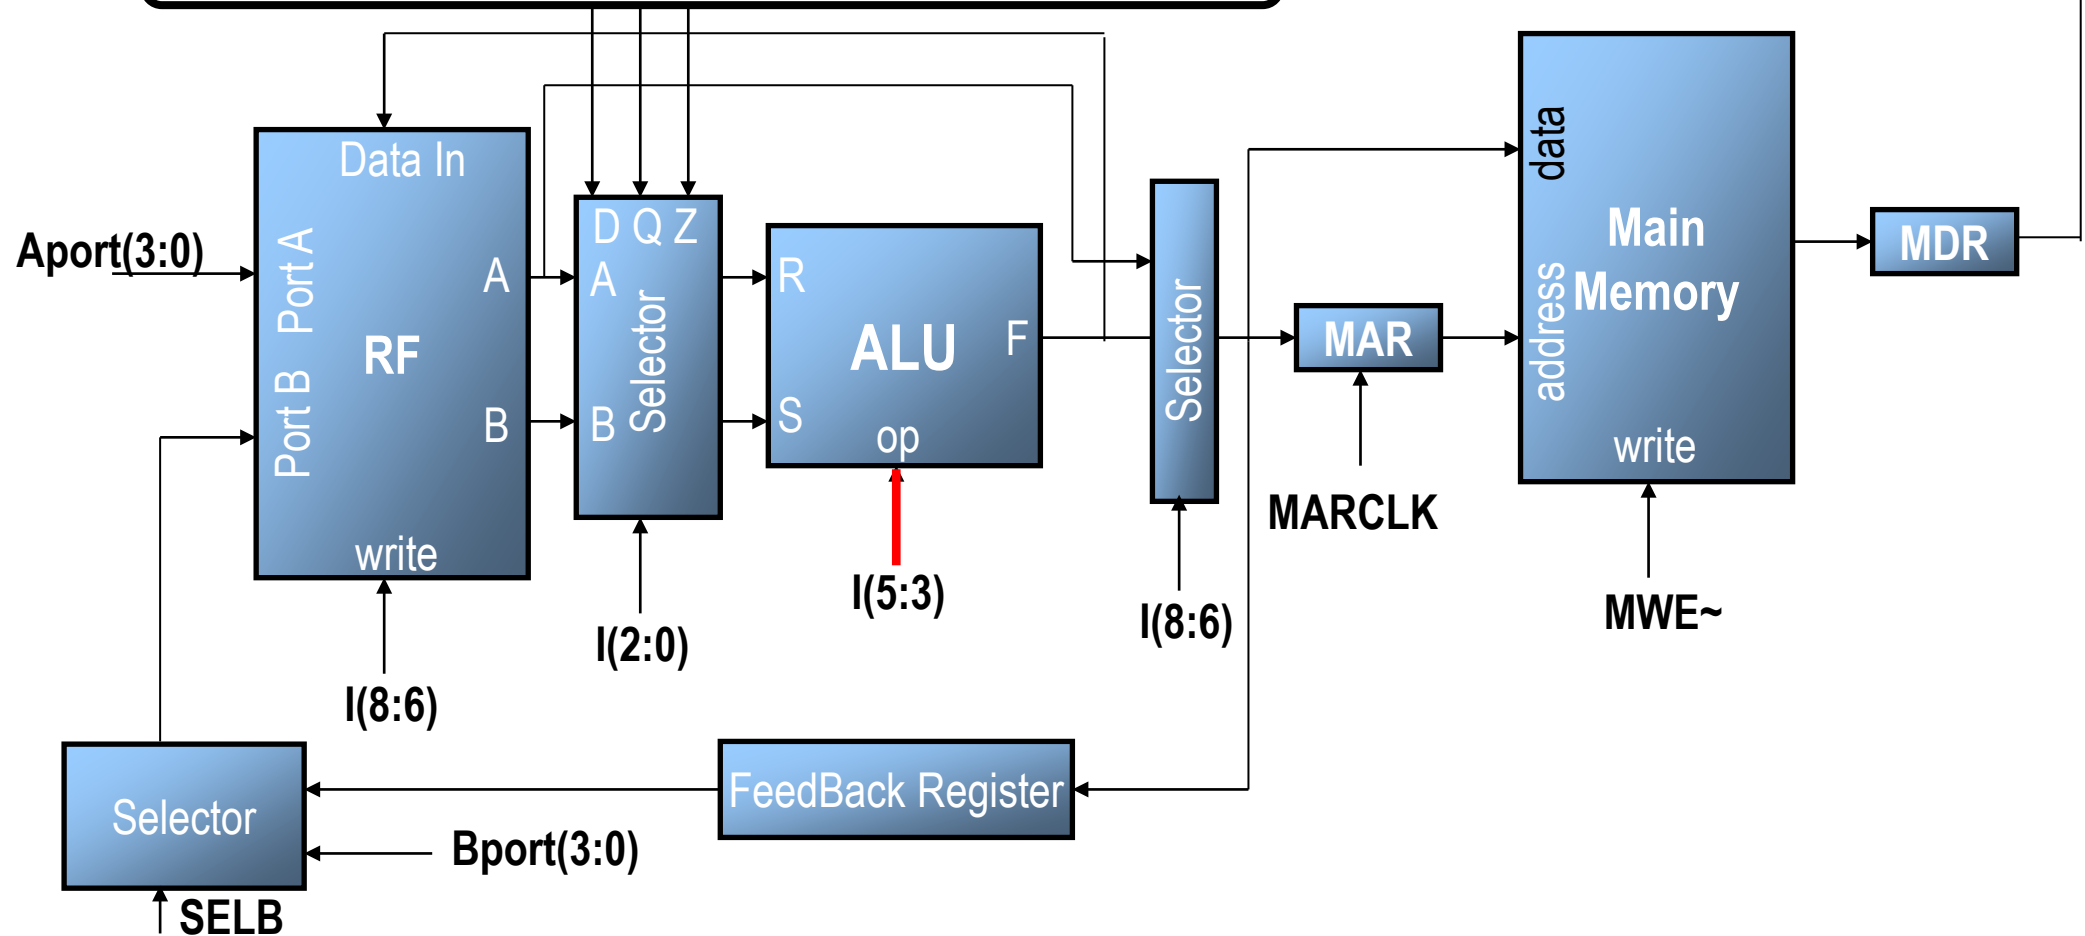 Data In
Aport(3:0)
Port A
Port B
RF
A
B
write
I(8:6)
D Q Z
A
B
Selector
I(2:0)
R
S
ALU
F
op
I(5:3)
Selector
I(8:6)
MAR
MARCLK
data
address
Main
Memory
write
MWE~
MDR
Selector
SELB
FeedBack Register
Bport(3:0)